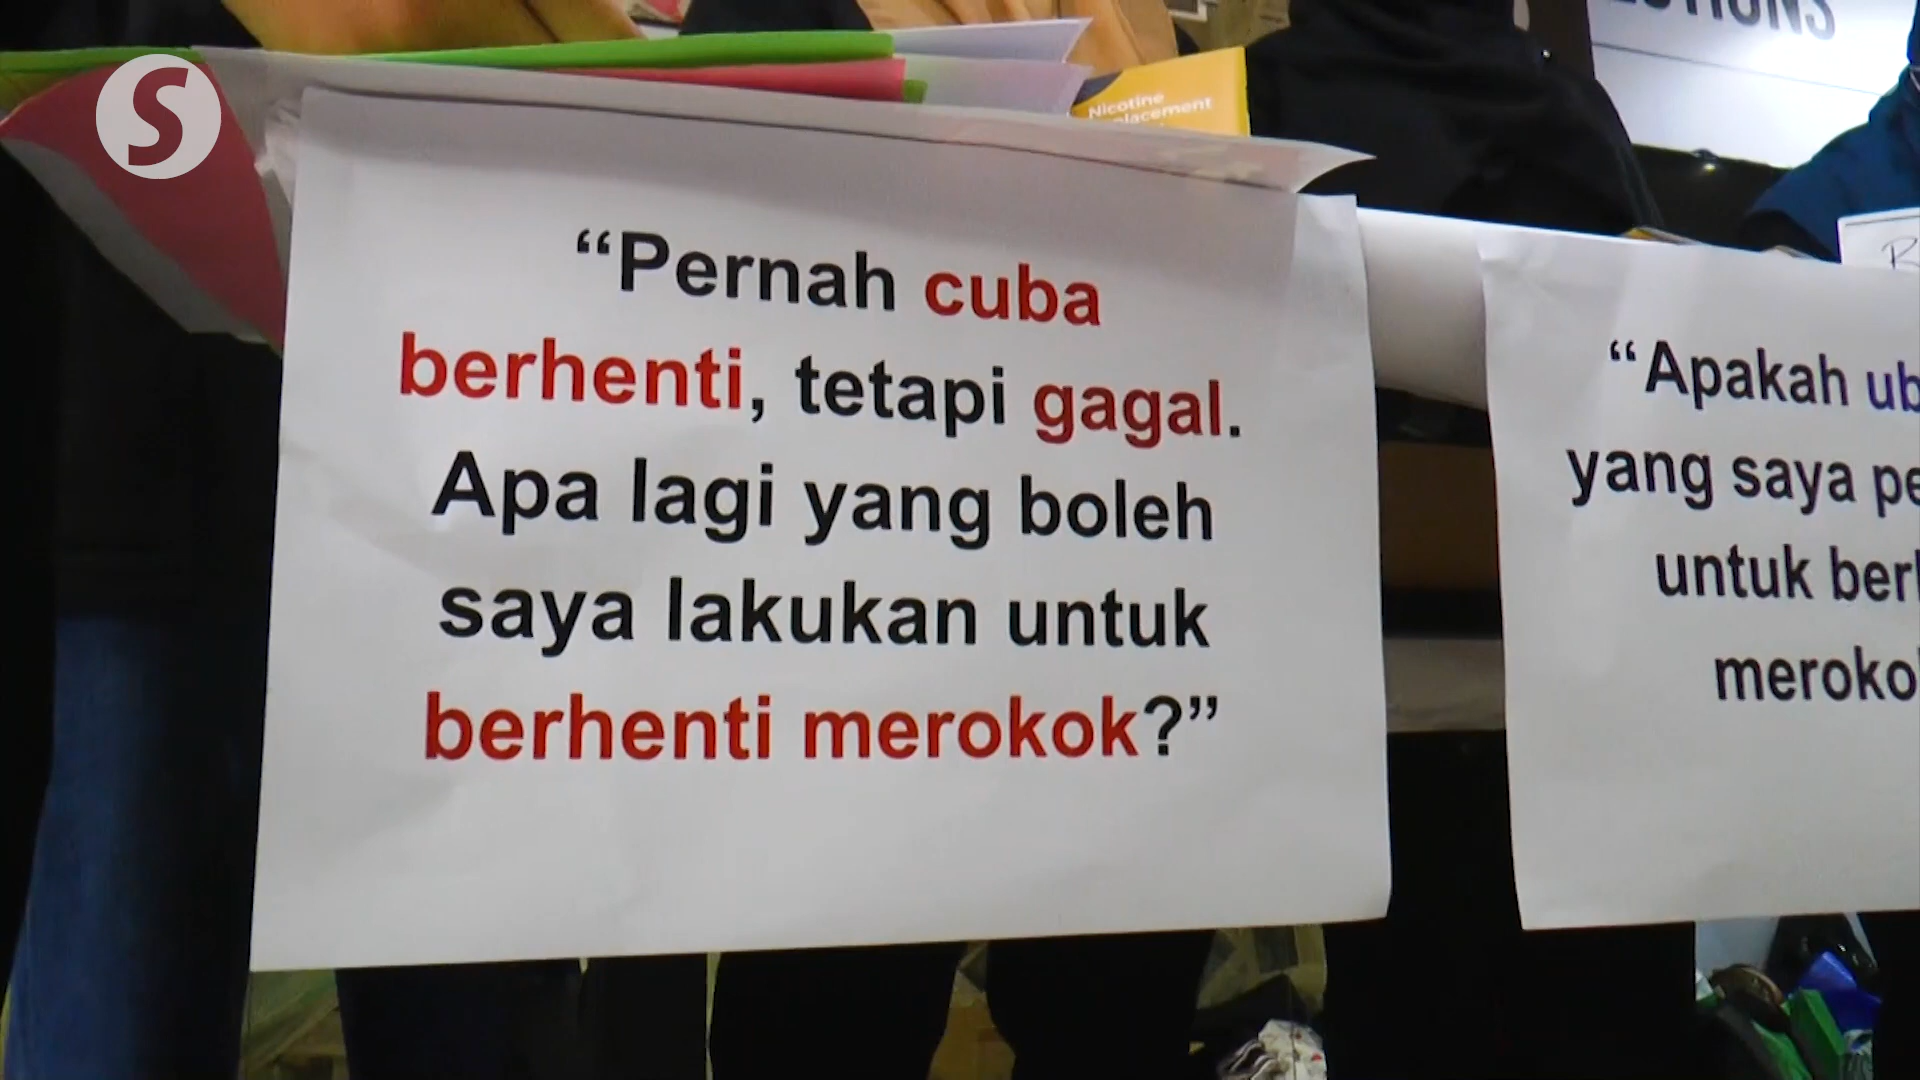 S
Nicotine
“Pernah cuba
berhenti, tetapi gagal.
Apa lagi yang boleh
saya lakukan untuk
berhenti merokok?”
“Apakah
yang saya
untuk